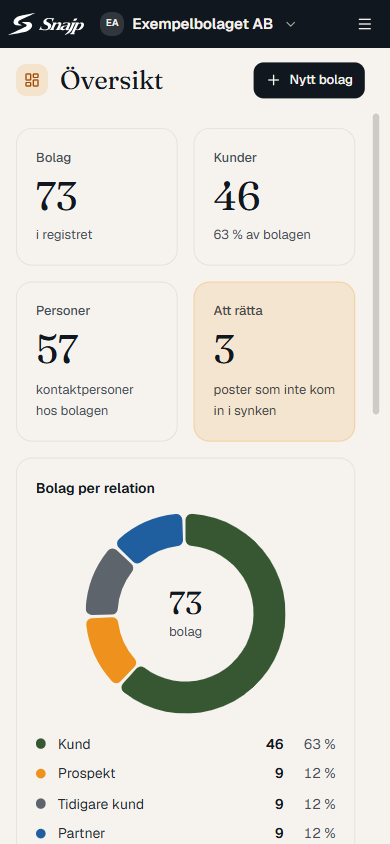 Snajp
EA
Exempelbolaget AB
Översikt
Nytt bolag
Bolag
73
i registret
Kunder
46
63 % av bolagen
Personer
57
kontaktpersoner
hos bolagen
Att rätta
3
poster som inte kom
in i synken
Bolag per relation
73
bolag
Kund 46 63 %
Prospekt 9 12 %
Tidigare kund 9 12 %
Partner 9 12 %